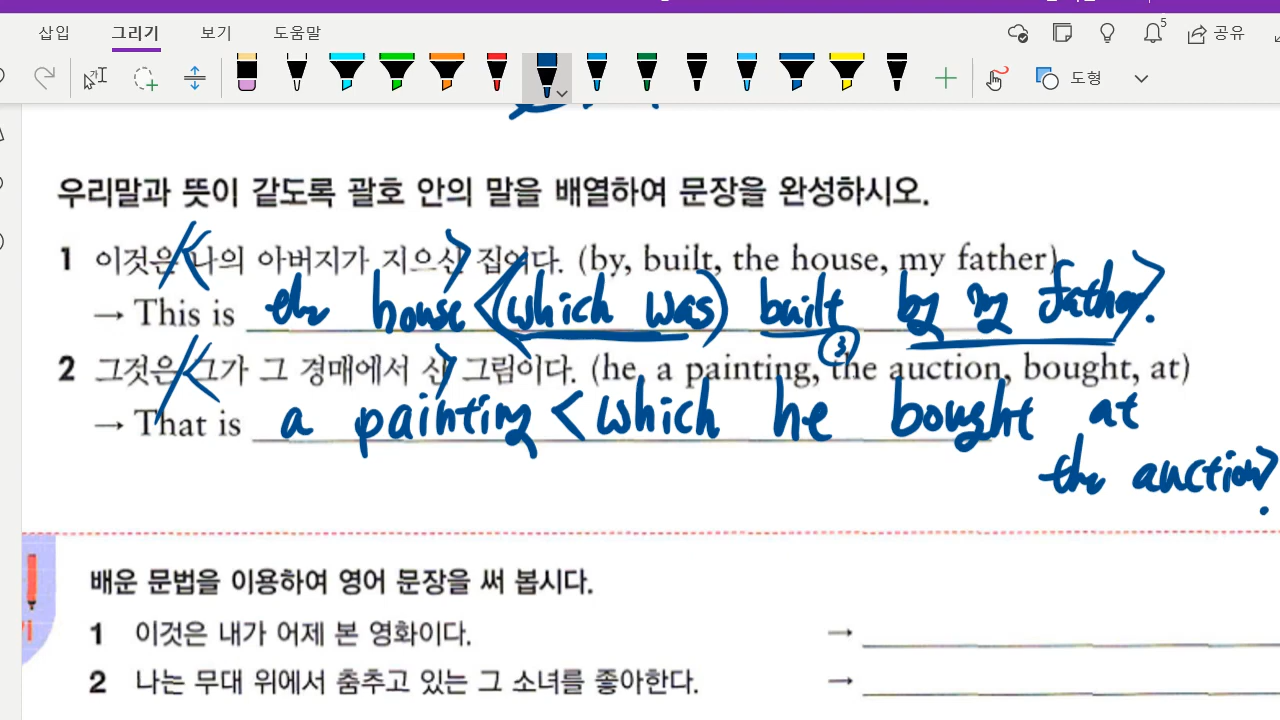 삽입 그리기 보기 도움말 5 공유
가 도형
우리말과 뜻이 같도록 괄호 안의 말을 배열하여 문장을 완성하시오.
1 이것은 나의 아버지가 지으신 집이다. (by, built, the house, my father)
→ This is the house <(which was) built by my father>.
③
2 그것은 그가 그 경매에서 산 그림이다. (he, a painting, the auction, bought, at)
→ That is a painting <which he bought at
the auction>.
배운 문법을 이용하여 영어 문장을 써 봅시다.
1 이것은 내가 어제 본 영화이다. →
2 나는 무대 위에서 춤추고 있는 그 소녀를 좋아한다. →